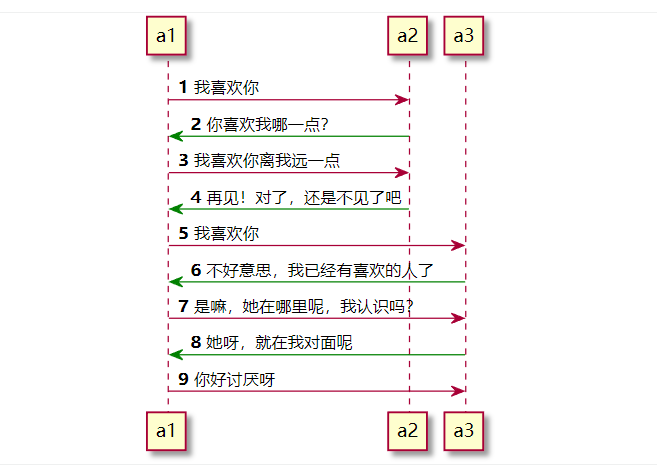 a1 a2 a3
1 我喜欢你
2 你喜欢我哪一点?
3 我喜欢你离我远一点
4 再见！对了，还是不见了吧
5 我喜欢你
6 不好意思，我已经有喜欢的人了
7 是嘛，她在哪里呢，我认识吗?
8 她呀，就在我对面呢
9 你好讨厌呀
a1 a2 a3